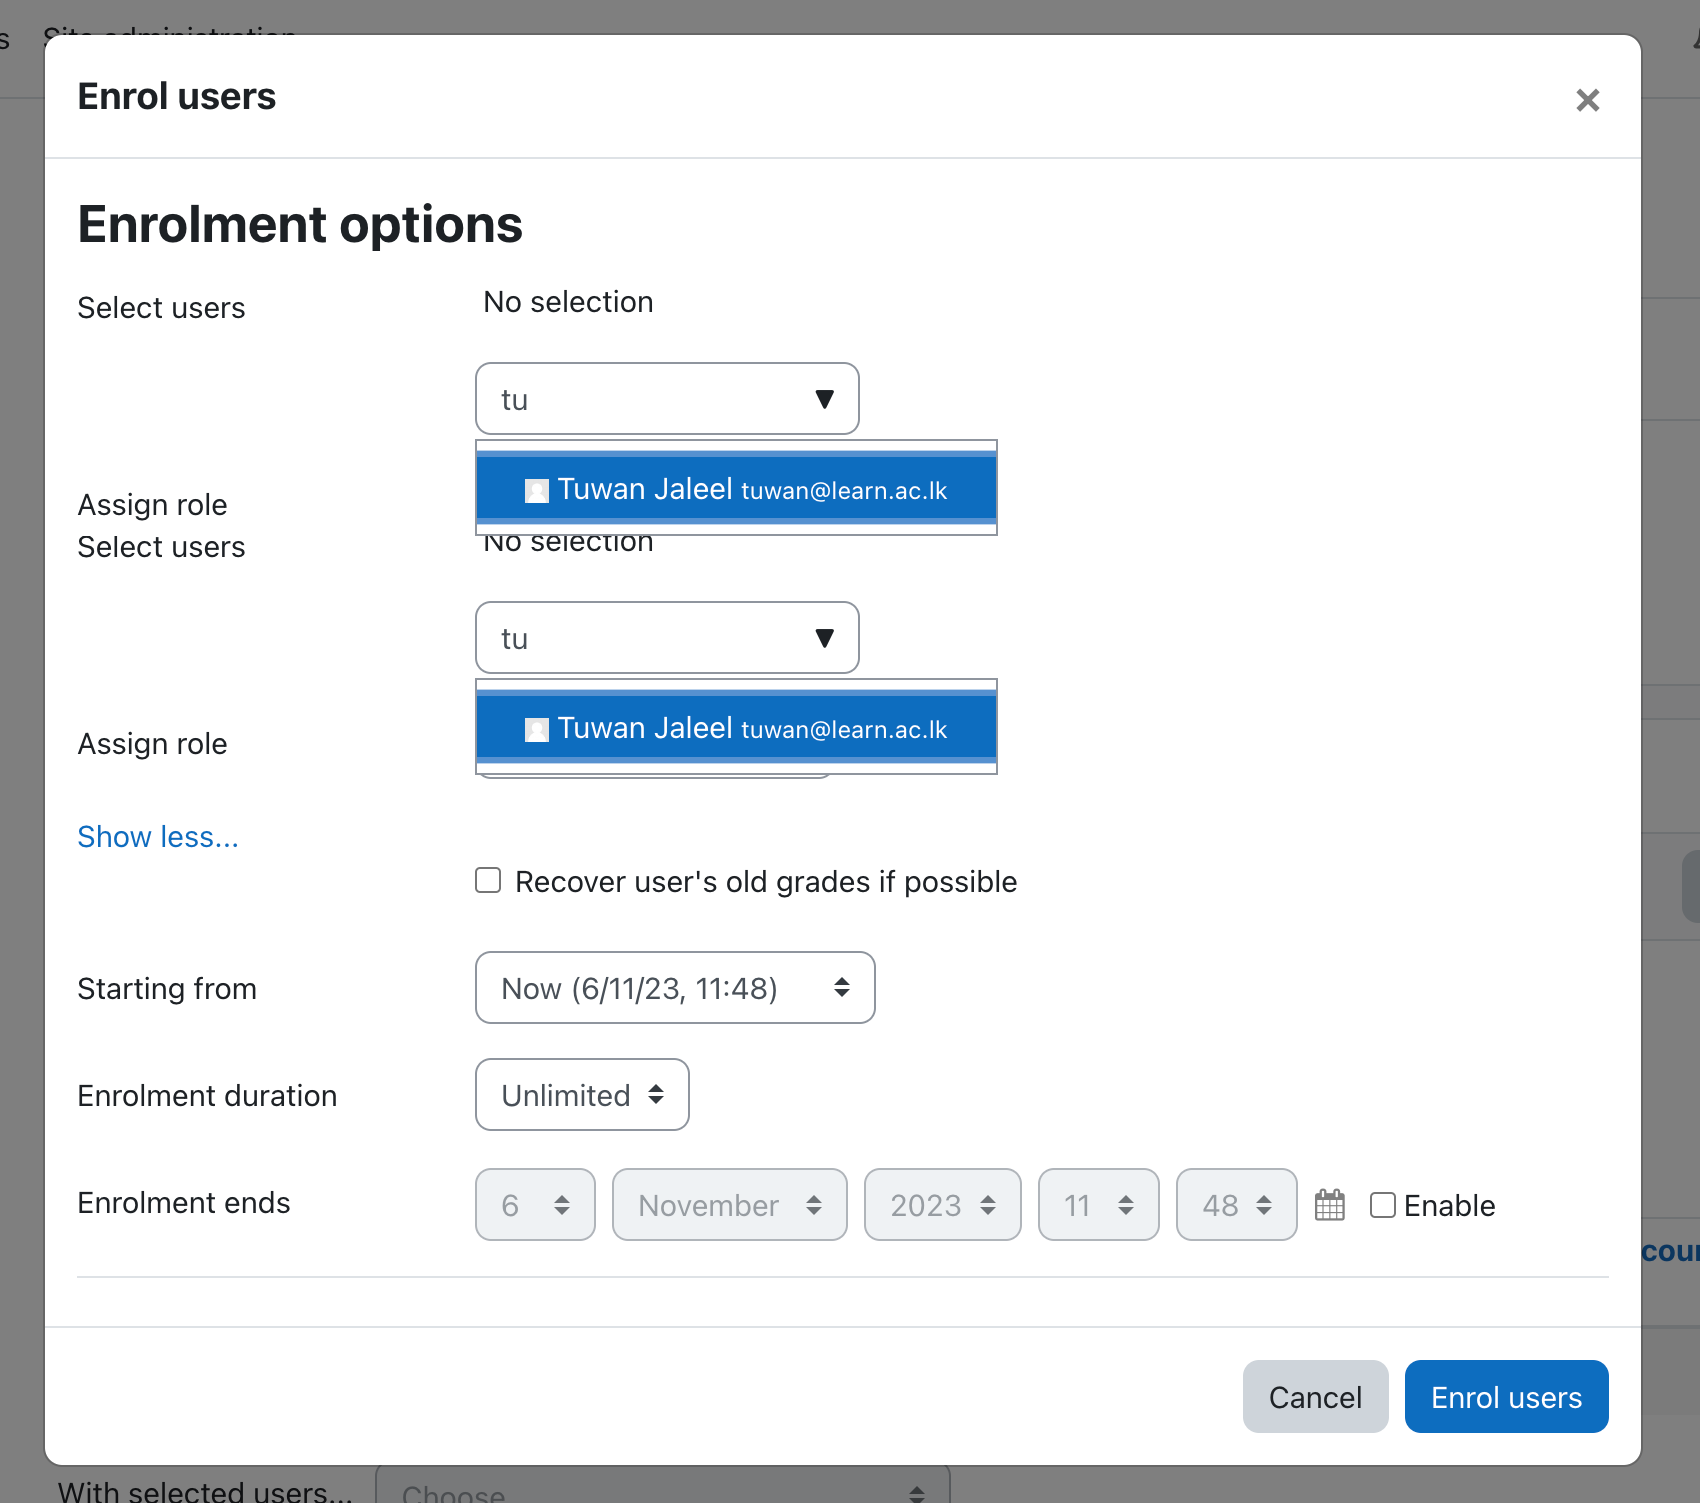 s Site administration
Enrol users ×
Enrolment options
Select users No selection
tu ▼
Tuwan Jaleel tuwan@learn.ac.lk
Assign role
Select users No selection
tu ▼
Tuwan Jaleel tuwan@learn.ac.lk
Assign role
Show less...
Recover user's old grades if possible
Starting from Now (6/11/23, 11:48)
Enrolment duration Unlimited
Enrolment ends 6 November 2023 11 48 Enable
cour
Cancel Enrol users
With selected users... Choose